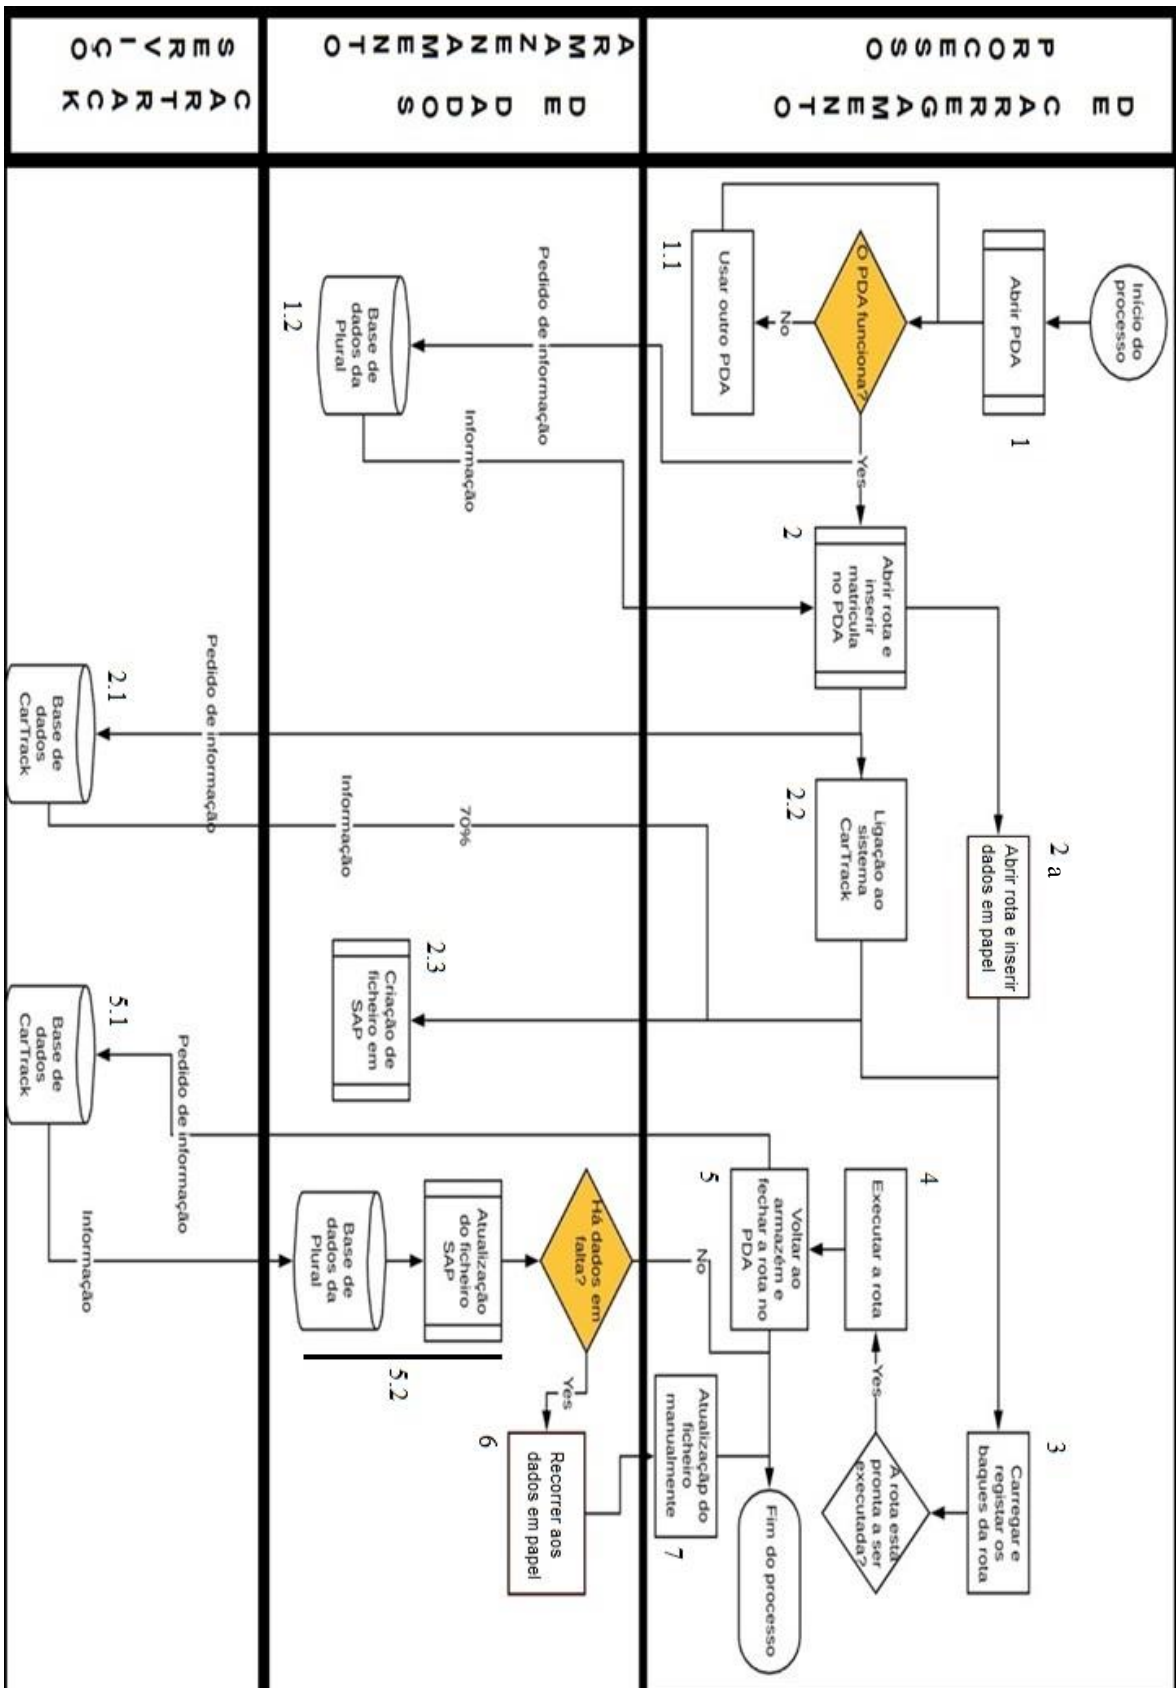 PORCESSO
DE CARREGAMENTO
Início do
processo
Abrir PDA
1
O PDA funciona?
No
Usar outro PDA
1.1
Yes
Abrir rota e
inserir
matrícula
no PDA
2
Abrir rota e inserir
dados em papel
2 a
Ligação ao
sistema
CarTrack
2.2
Carregar e
registar os
baques da rota
3
A rota está
pronta a ser
executada?
Yes
Executar a rota
4
Voltar ao
armazém e
fechar a rota no
PDA
5
No
Atualizaçãp do
ficheiro
manualmente
7
Fim do processo
ARMAZENAMENTO
DE DADOS
Pedido de informação
Base de
dados da
Plural
1.2
Informação
70%
Informação
Criação de
ficheiro em
SAP
2.3
Há dados em
falta?
Yes
Atualização
do ficheiro
SAP
Base de
dados da
Plural
5.2
Recorrer aos
dados em papel
6
SERVIÇO
CARTRACK
Pedido de informação
Base de
dados
CarTrack
2.1
Pedido de informação
Base de
dados
CarTrack
5.1
Informação